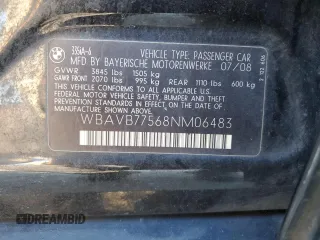 335iA-6 VEHICLE TYPE: PASSENGER CAR
MFD BY BAYERISCHE MOTORENWERKE 07/08
GVWR 3845 lbs 1505 kg
GAWR FRONT 2070 lbs 995 kg REAR 1110 lbs 600 kg
THIS VEHICLE CONFORMS TO ALL APPLICABLE
FEDERAL MOTOR VEHICLE SAFETY, BUMPER,
AND THEFT PREVENTION STANDARDS
IN EFFECT ON THE DATE OF
MANUFACTURE SHOWN ABOVE.
WBAVB77568NM06483
DREAMBID